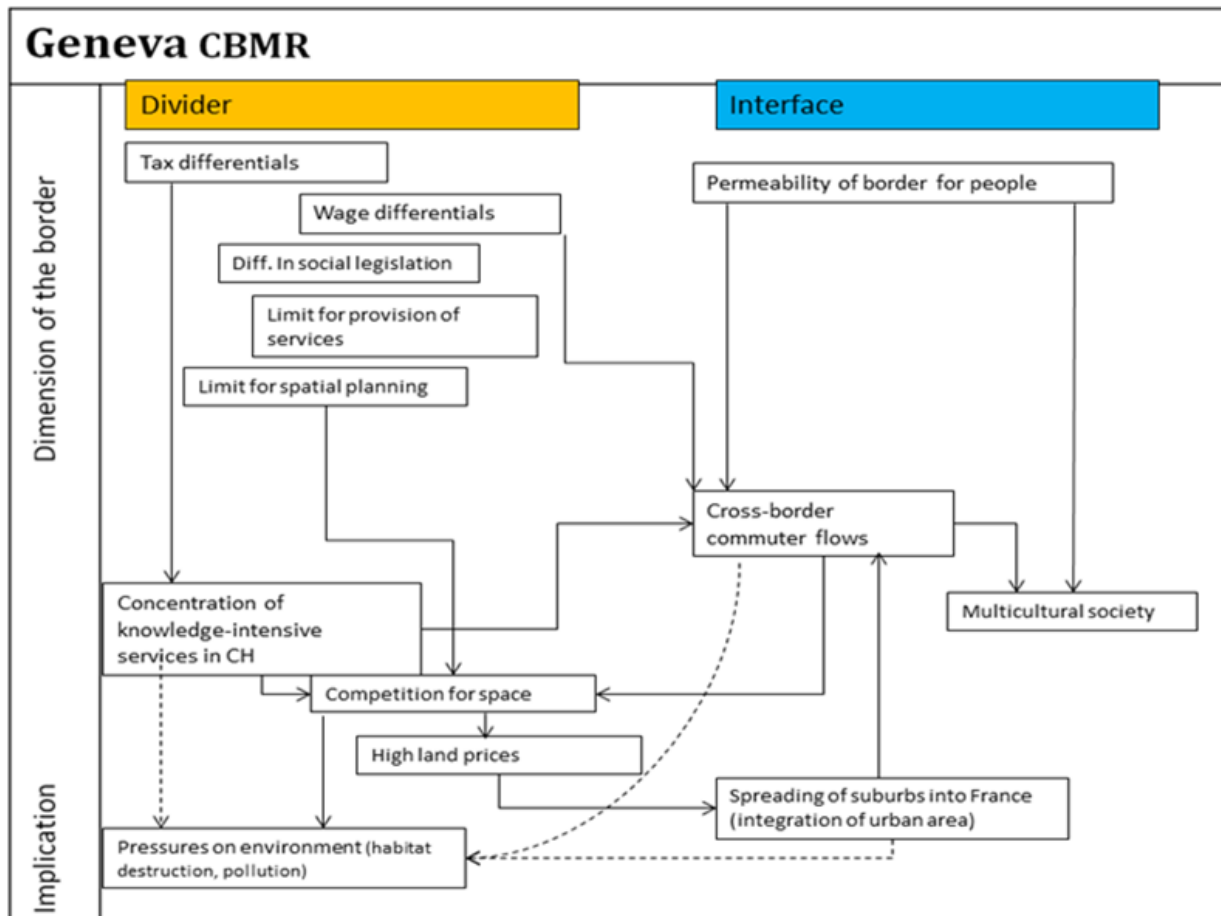 Geneva CBMR
Divider
Interface
Dimension of the border
Tax differentials
Permeability of border for people
Wage differentials
Diff. In social legislation
Limit for provision of
services
Limit for spatial planning
Cross-border
commuter flows
Concentration of
knowledge-intensive
services in CH
Multicultural society
Competition for space
High land prices
Implication
Spreading of suburbs into France
(integration of urban area)
Pressures on environment (habitat
destruction, pollution)